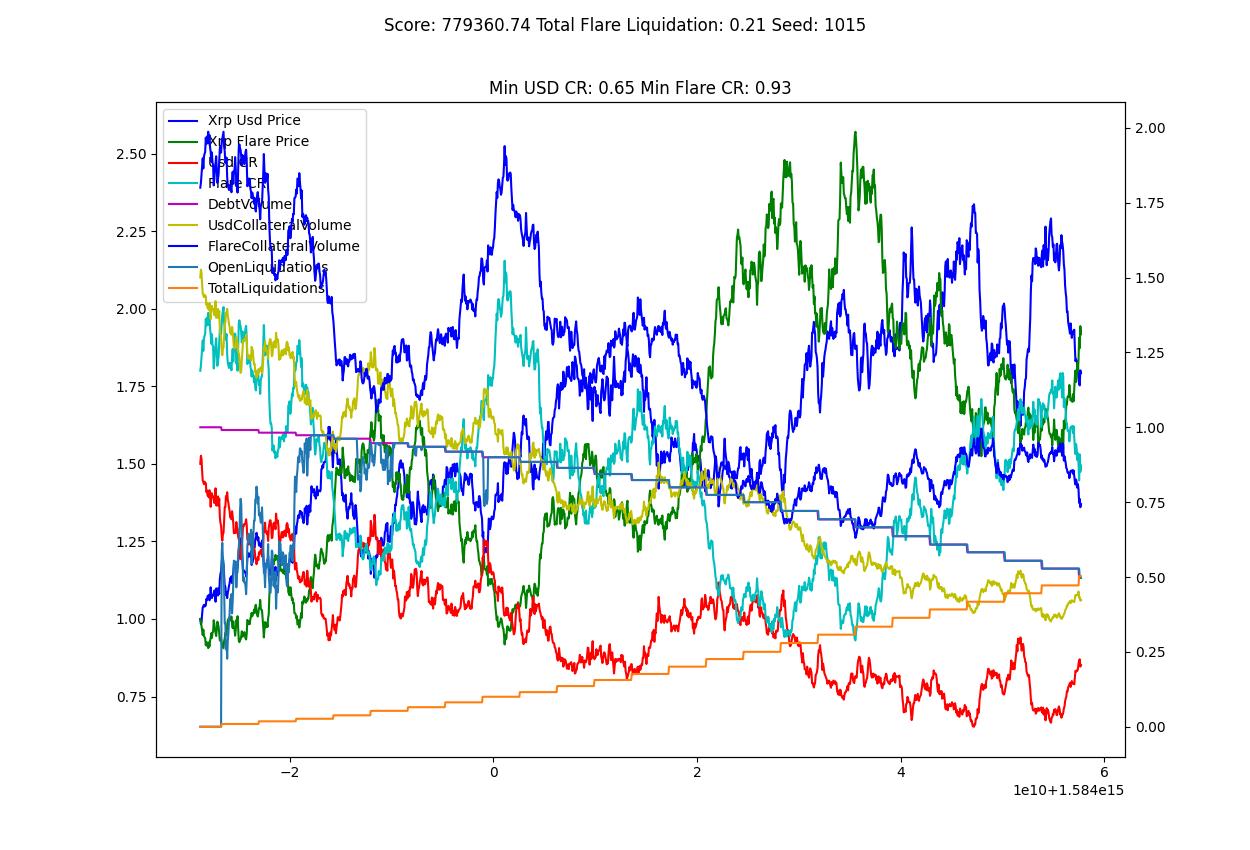 Score: 779360.74 Total Flare Liquidation: 0.21 Seed: 1015
Min USD CR: 0.65 Min Flare CR: 0.93
Xrp Usd Price
Xrp Flare Price
Usd CR
Flare CR
DebtVolume
UsdCollateralVolume
FlareCollateralVolume
OpenLiquidations
TotalLiquidations
2.50
2.25
2.00
1.75
1.50
1.25
1.00
0.75
2.00
1.75
1.50
1.25
1.00
0.75
0.50
0.25
0.00
−2 0 2 4 6
1e10+1.584e15